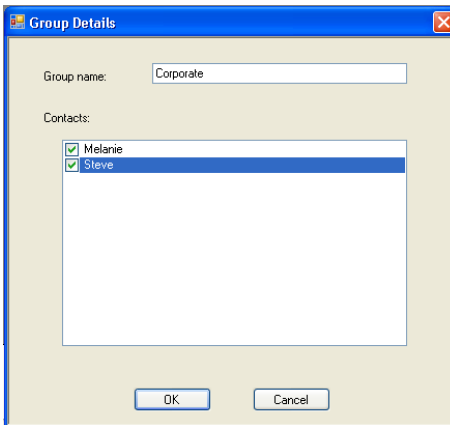 Group Details
Group name: Corporate
Contacts:
Melanie
Steve
OK Cancel